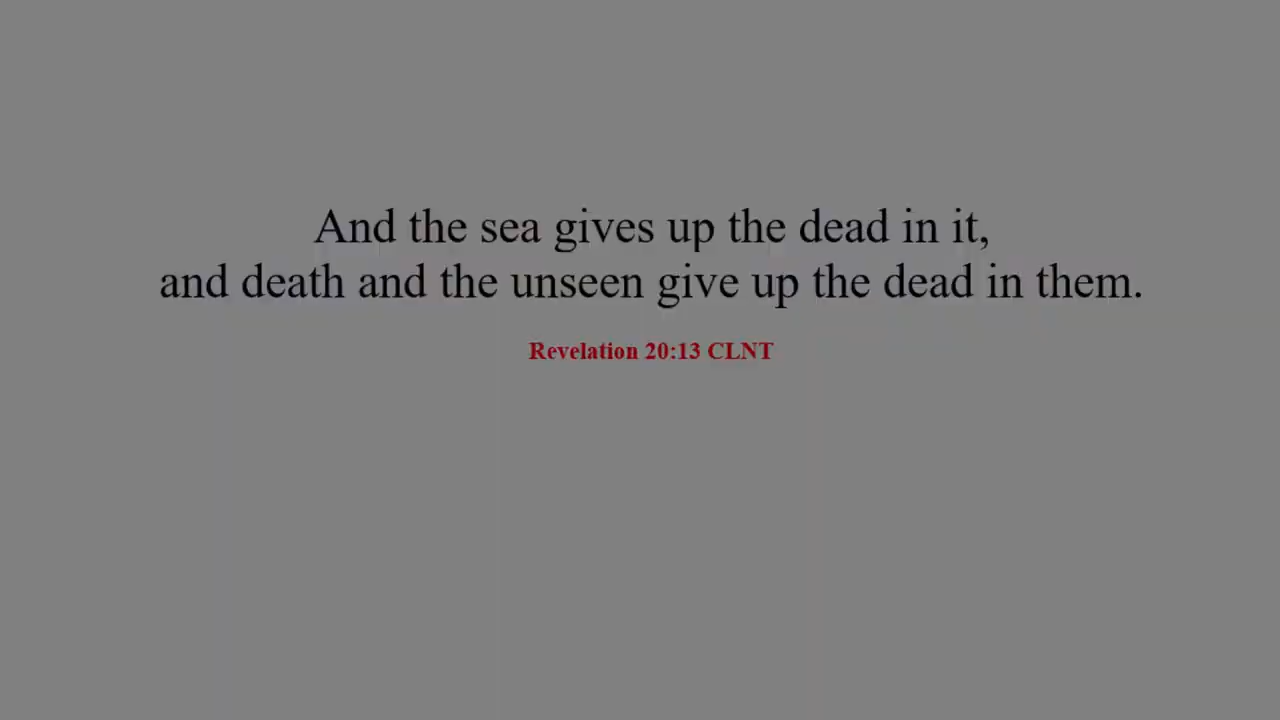 And the sea gives up the dead in it,
and death and the unseen give up the dead in them.
Revelation 20:13 CLNT